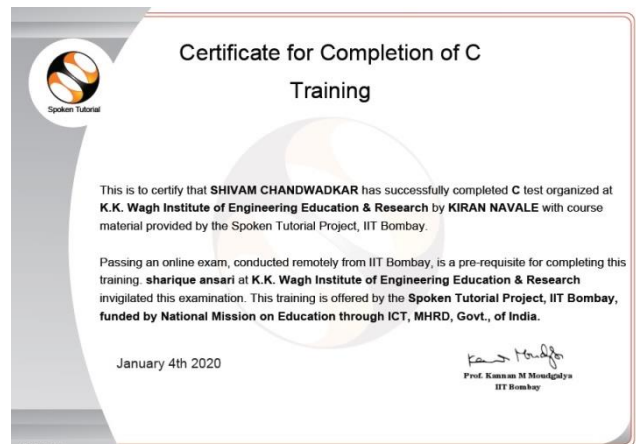 Certificate for Completion of C
Training
Spoken Tutorial
This is to certify that SHIVAM CHANDWADKAR has successfully completed C test organized at
K.K. Wagh Institute of Engineering Education & Research by KIRAN NAVALE with course
material provided by the Spoken Tutorial Project, IIT Bombay.
Passing an online exam, conducted remotely from IIT Bombay, is a pre-requisite for completing this
training. sharique ansari at K.K. Wagh Institute of Engineering Education & Research
invigilated this examination. This training is offered by the Spoken Tutorial Project, IIT Bombay,
funded by National Mission on Education through ICT, MHRD, Govt., of India.
January 4th 2020
Prof. Kannan M Moudgalya
IIT Bombay